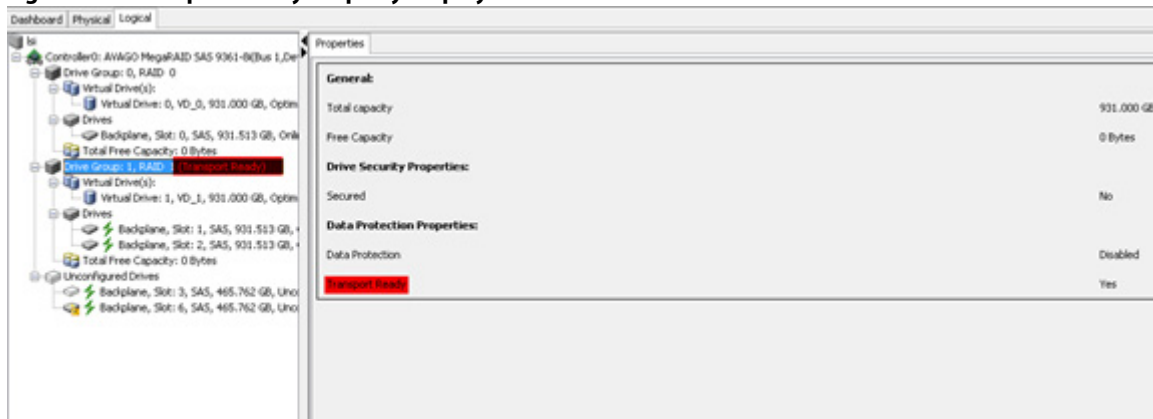 Dashboard Physical Logical
lsi
Controller0: AVAGO MegaRAID SAS 9361-8i(Bus 1,De
Drive Group: 0, RAID 0
Virtual Drive(s):
Virtual Drive: 0, VD_0, 931.000 GB, Optim
Drives
Backplane, Slot: 0, SAS, 931.513 GB, Onli
Total Free Capacity: 0 Bytes
Drive Group: 1, RAID 1 (Transport Ready)
Virtual Drive(s):
Virtual Drive: 1, VD_1, 931.000 GB, Optim
Drives
Backplane, Slot: 1, SAS, 931.513 GB,
Backplane, Slot: 2, SAS, 931.513 GB,
Total Free Capacity: 0 Bytes
Unconfigured Drives
Backplane, Slot: 3, SAS, 465.762 GB, Unco
Backplane, Slot: 6, SAS, 465.762 GB, Unco
Properties
General:
Total capacity 931.000 GB
Free Capacity 0 Bytes
Drive Security Properties:
Secured No
Data Protection Properties:
Data Protection Disabled
Transport Ready Yes